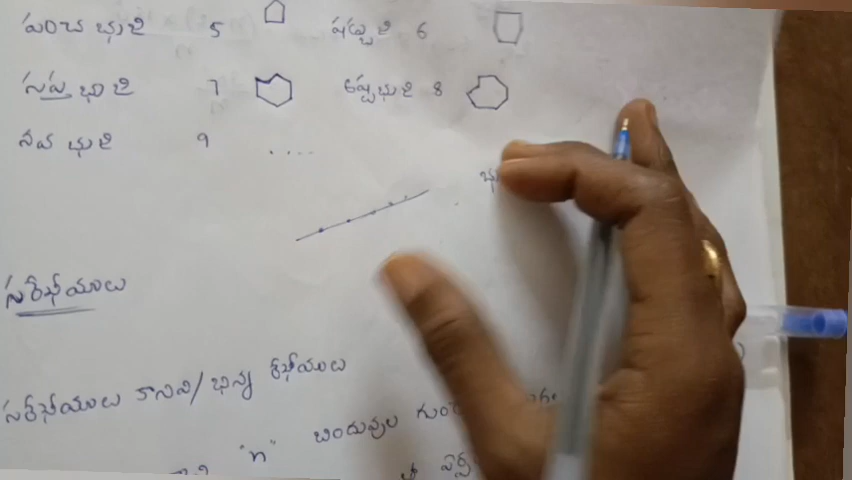 పంచ భుజి 5 షడ్భుజి 6
సప్త భుజి 7 అష్టభుజి 8
నవ భుజి 9 ....
భు
సరేఖీయాలు
సరేఖీయాలు కానివి/ భిన్న రేఖీయాలు
"n" బిందువుల గుం